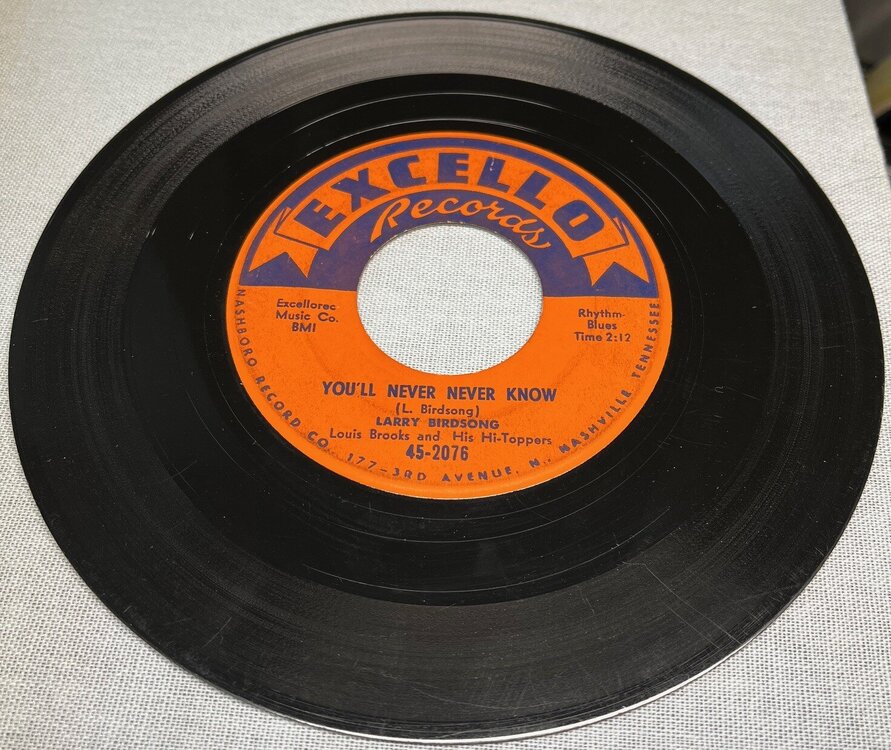 EXCELLO
Records
Excellorec
Music Co.
BMI
Rhythm-
Blues
Time 2:12
YOU'LL NEVER NEVER KNOW
(L. Birdsong)
LARRY BIRDSONG
Louis Brooks and His Hi-Toppers
45-2076
NASHBORO RECORD CO., 177-3RD AVENUE, N., NASHVILLE, TENNESSEE